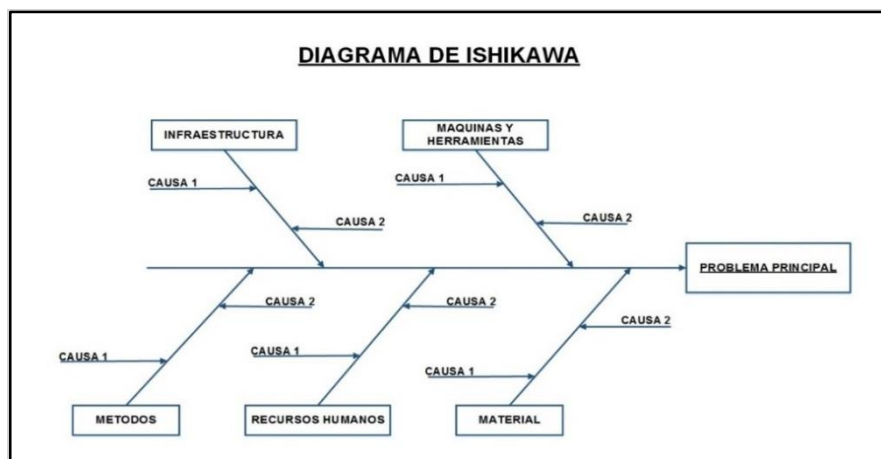 DIAGRAMA DE ISHIKAWA
INFRAESTRUCTURA
MAQUINAS Y
HERRAMIENTAS
CAUSA 1
CAUSA 2
CAUSA 1
CAUSA 2
PROBLEMA PRINCIPAL
CAUSA 2
CAUSA 1
CAUSA 2
CAUSA 1
CAUSA 2
CAUSA 1
METODOS
RECURSOS HUMANOS
MATERIAL